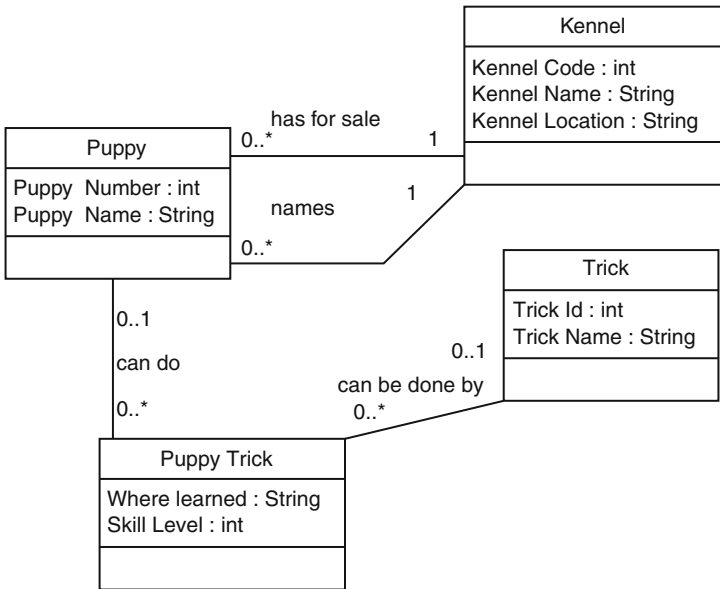 Kennel
Kennel Code : int
Kennel Name : String
Kennel Location : String
has for sale
0..*
1
Puppy
Puppy Number : int
Puppy Name : String
names
1
0..*
Trick
Trick Id : int
Trick Name : String
0..1
can do
0..*
0..1
can be done by
0..*
Puppy Trick
Where learned : String
Skill Level : int